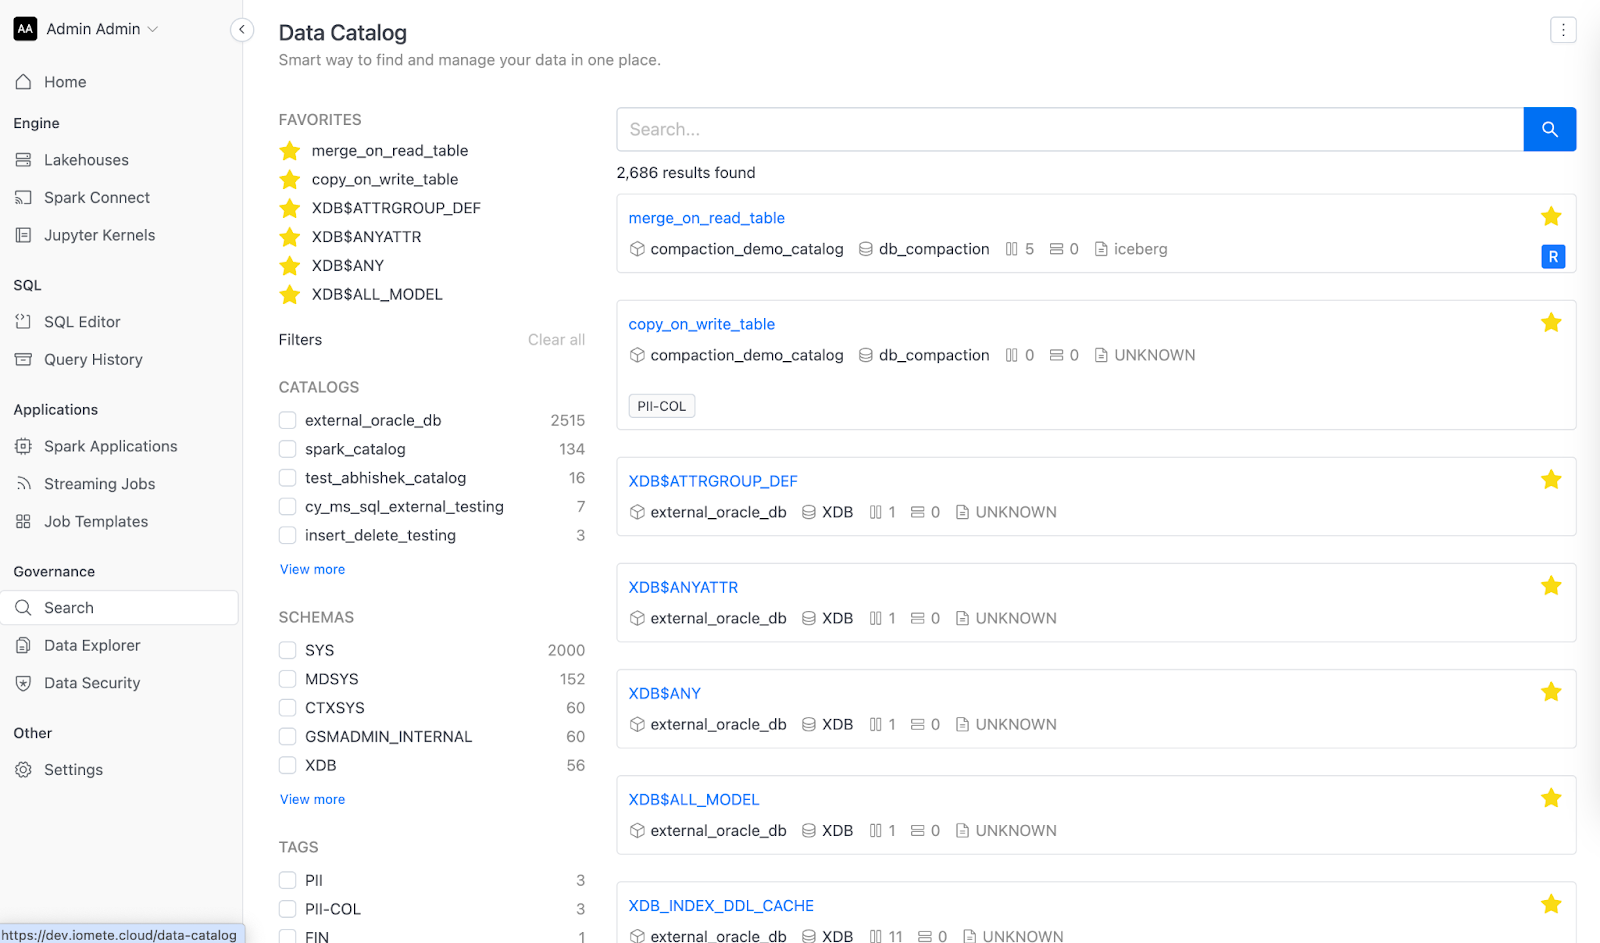 AA Admin Admin
Home
Engine
Lakehouses
Spark Connect
Jupyter Kernels
SQL
SQL Editor
Query History
Applications
Spark Applications
Streaming Jobs
Job Templates
Governance
Search
Data Explorer
Data Security
Other
Settings
https://dev.iomete.cloud/data-catalog
Data Catalog
Smart way to find and manage your data in one place.
FAVORITES
merge_on_read_table
copy_on_write_table
XDB$ATTRGROUP_DEF
XDB$ANYATTR
XDB$ANY
XDB$ALL_MODEL
Filters Clear all
CATALOGS
external_oracle_db 2515
spark_catalog 134
test_abhishek_catalog 16
cy_ms_sql_external_testing 7
insert_delete_testing 3
View more
SCHEMAS
SYS 2000
MDSYS 152
CTXSYS 60
GSMADMIN_INTERNAL 60
XDB 56
View more
TAGS
PII 3
PII-COL 3
FIN 1
Search...
2,686 results found
merge_on_read_table
compaction_demo_catalog db_compaction 5 0 iceberg
R
copy_on_write_table
compaction_demo_catalog db_compaction 0 0 UNKNOWN
PII-COL
XDB$ATTRGROUP_DEF
external_oracle_db XDB 1 0 UNKNOWN
XDB$ANYATTR
external_oracle_db XDB 1 0 UNKNOWN
XDB$ANY
external_oracle_db XDB 1 0 UNKNOWN
XDB$ALL_MODEL
external_oracle_db XDB 1 0 UNKNOWN
XDB_INDEX_DDL_CACHE
external_oracle_db XDB 11 0 UNKNOWN